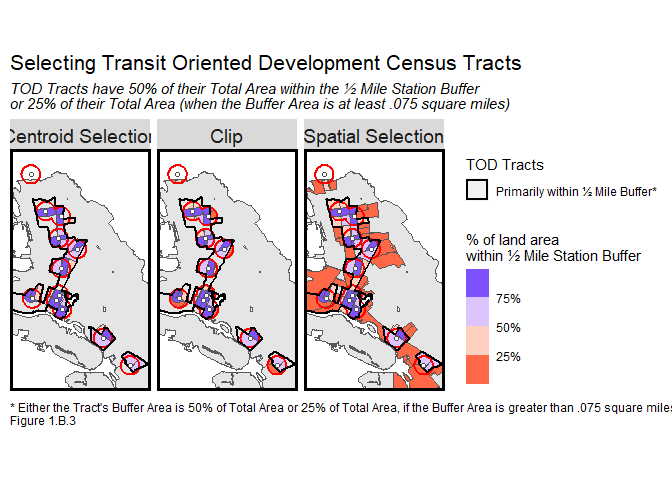 Selecting Transit Oriented Development Census Tracts
TOD Tracts have 50% of their Total Area within the ½ Mile Station Buffer
or 25% of their Total Area (when the Buffer Area is at least .075 square miles)
Centroid Selection
Clip
Spatial Selection
TOD Tracts
Primarily within ½ Mile Buffer*
% of land area
within ½ Mile Station Buffer
75%
50%
25%
* Either the Tract's Buffer Area is 50% of Total Area or 25% of Total Area, if the Buffer Area is greater than .075 square miles
Figure 1.B.3